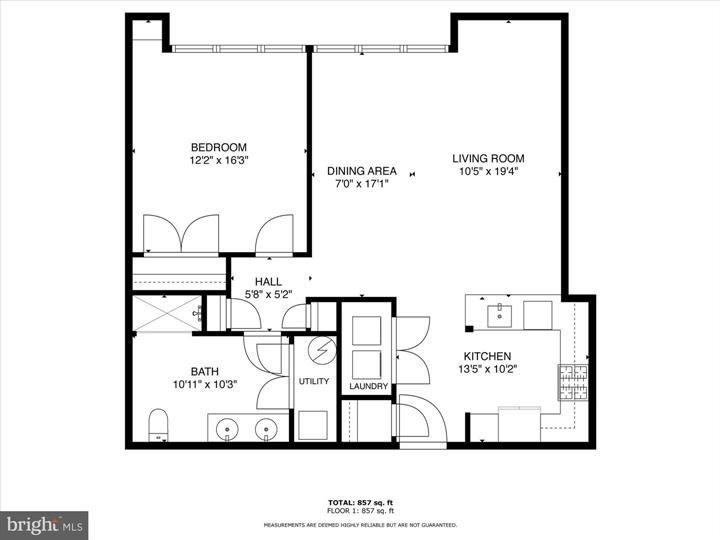 BEDROOM
12'2" x 16'3"
DINING AREA
7'0" x 17'1"
LIVING ROOM
10'5" x 19'4"
HALL
5'8" x 5'2"
BATH
10'11" x 10'3"
UTILITY
LAUNDRY
KITCHEN
13'5" x 10'2"
TOTAL: 857 sq. ft
FLOOR 1: 857 sq. ft
MEASUREMENTS ARE DEEMED HIGHLY RELIABLE BUT ARE NOT GUARANTEED.
bright MLS